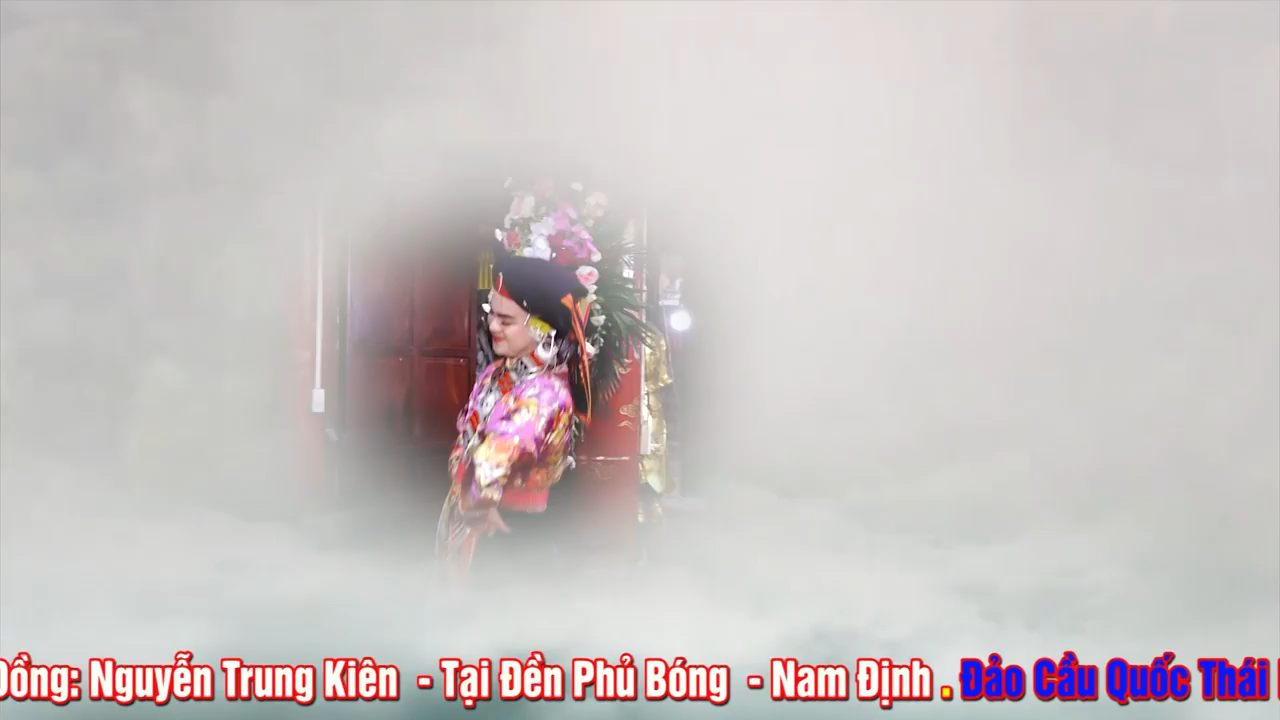 Đồng: Nguyễn Trung Kiên - Tại Đền Phủ Bóng - Nam Định . Đảo Cầu Quốc Thái